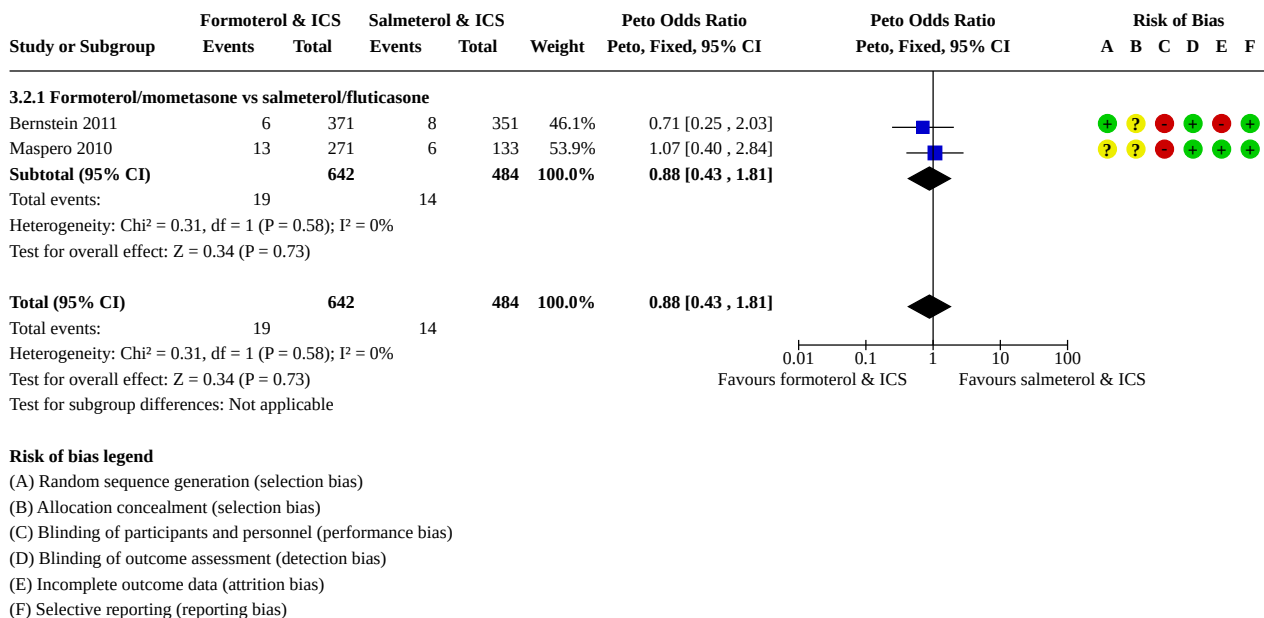 Formoterol & ICS Salmeterol & ICS Peto Odds Ratio Peto Odds Ratio Risk of Bias
Study or Subgroup Events Total Events Total Weight Peto, Fixed, 95% CI Peto, Fixed, 95% CI A B C D E F
3.2.1 Formoterol/mometasone vs salmeterol/fluticasone
Bernstein 2011 6 371 8 351 46.1% 0.71 [0.25 , 2.03] + ? - + - +
Maspero 2010 13 271 6 133 53.9% 1.07 [0.40 , 2.84] ? ? - + + +
Subtotal (95% CI) 642 484 100.0% 0.88 [0.43 , 1.81]
Total events: 19 14
Heterogeneity: Chi² = 0.31, df = 1 (P = 0.58); I² = 0%
Test for overall effect: Z = 0.34 (P = 0.73)
Total (95% CI) 642 484 100.0% 0.88 [0.43 , 1.81]
Total events: 19 14
Heterogeneity: Chi² = 0.31, df = 1 (P = 0.58); I² = 0%
0.01 0.1 1 10 100
Test for overall effect: Z = 0.34 (P = 0.73) Favours formoterol & ICS Favours salmeterol & ICS
Test for subgroup differences: Not applicable
Risk of bias legend
(A) Random sequence generation (selection bias)
(B) Allocation concealment (selection bias)
(C) Blinding of participants and personnel (performance bias)
(D) Blinding of outcome assessment (detection bias)
(E) Incomplete outcome data (attrition bias)
(F) Selective reporting (reporting bias)